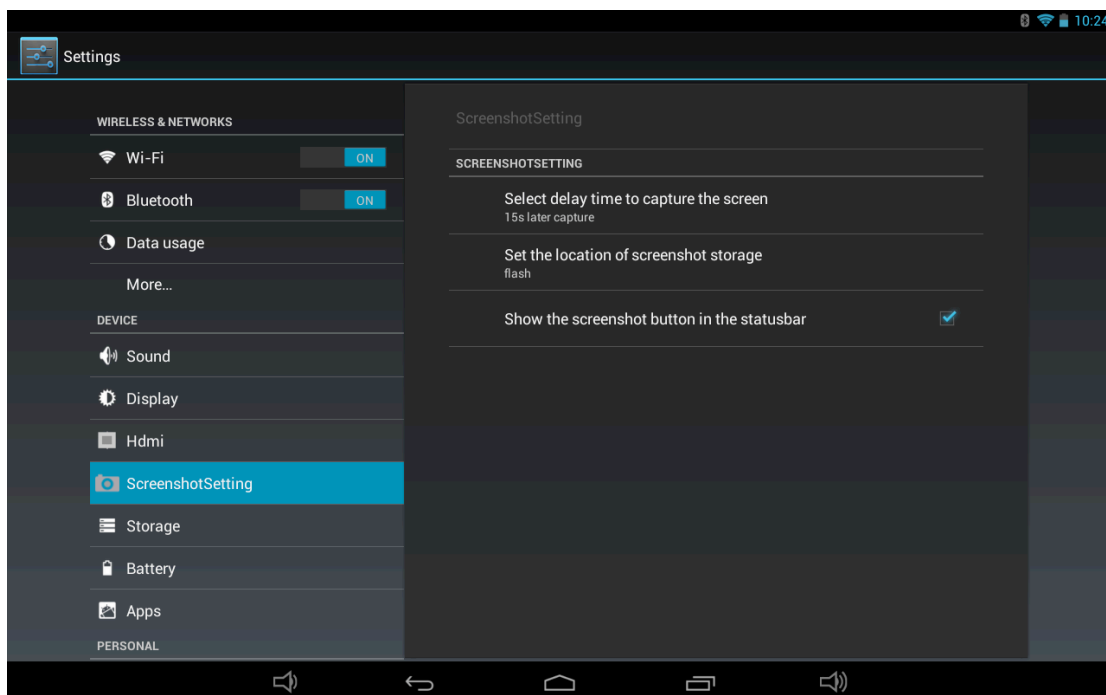 10:24
Settings
WIRELESS & NETWORKS
Wi-Fi
ON
Bluetooth
ON
Data usage
More...
DEVICE
Sound
Display
Hdmi
ScreenshotSetting
Storage
Battery
Apps
PERSONAL
ScreenshotSetting
SCREENSHOTSETTING
Select delay time to capture the screen
15s later capture
Set the location of screenshot storage
flash
Show the screenshot button in the statusbar